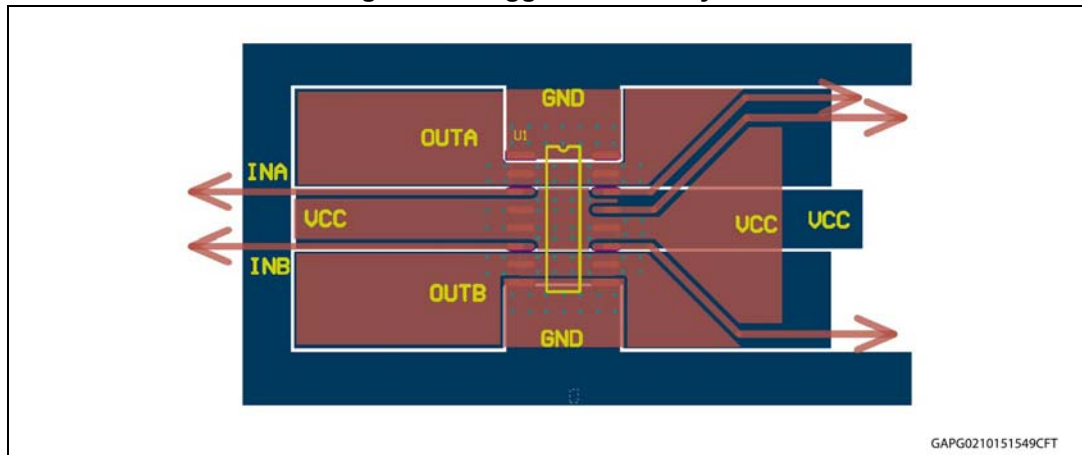 GND
U1
OUTA
INA
VCC
VCC
VCC
INB
OUTB
GND
GAPG0210151549CFT